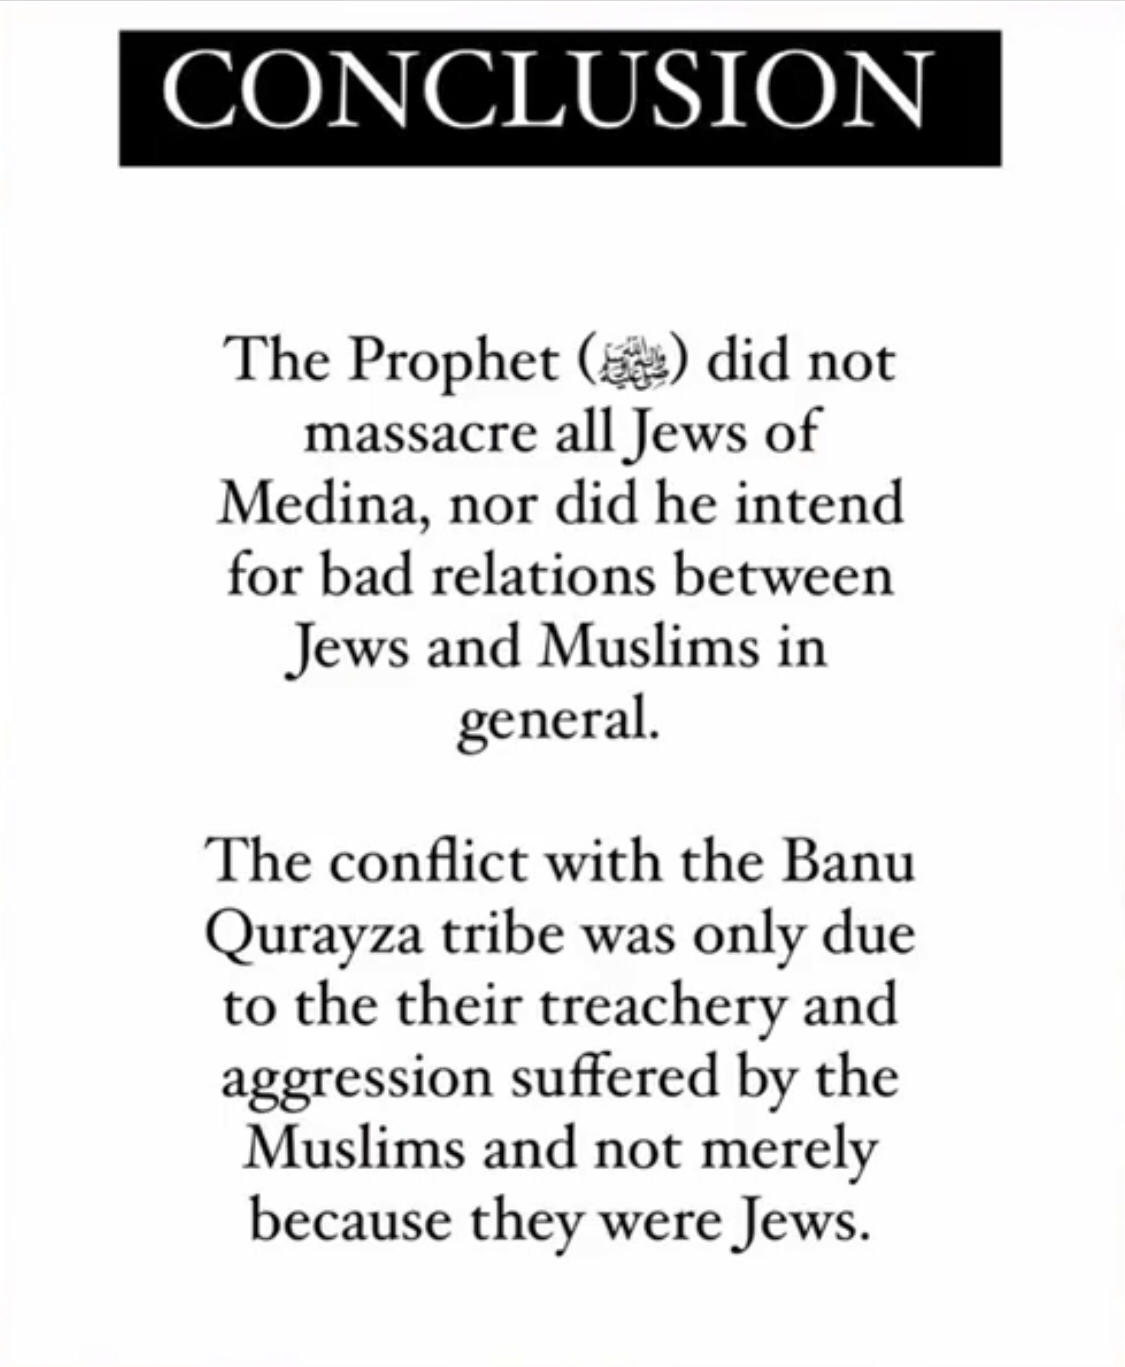 CONCLUSION
The Prophet (ﷺ) did not
massacre all Jews of
Medina, nor did he intend
for bad relations between
Jews and Muslims in
general.
The conflict with the Banu
Qurayza tribe was only due
to the their treachery and
aggression suffered by the
Muslims and not merely
because they were Jews.